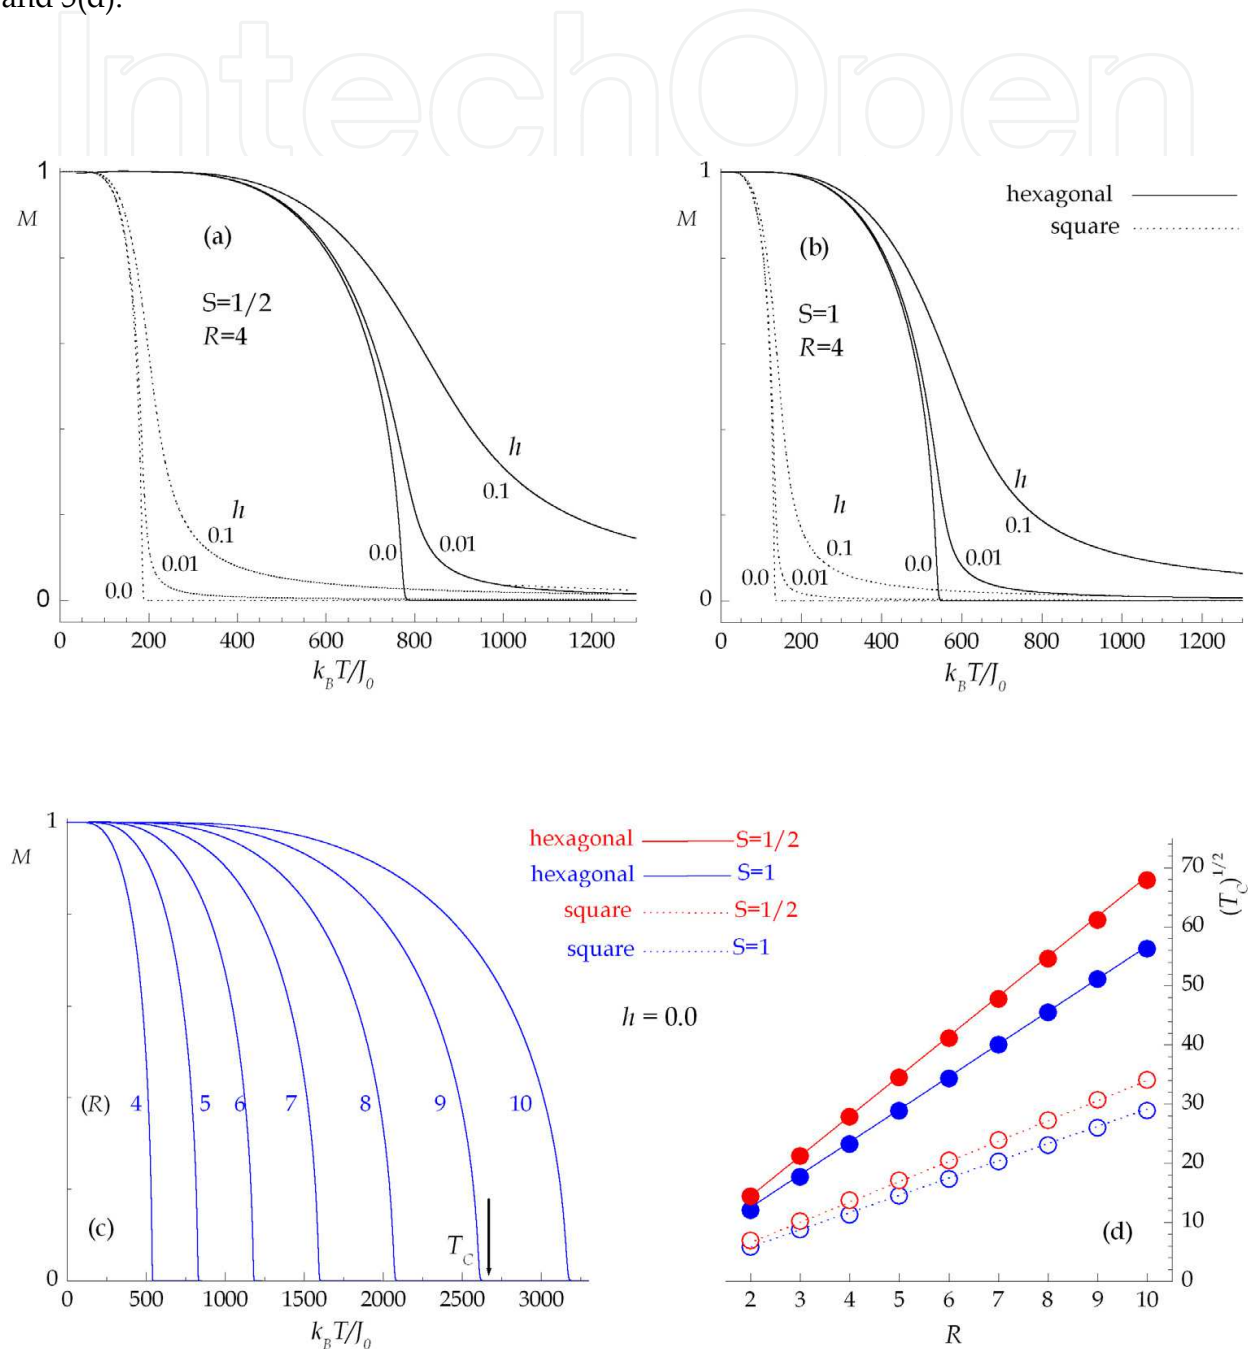 and 5(d).
IntechOpen
1
M
(a)
S=1/2
R=4
h
0.1
h
0.1
0.01
0.0
0.01
0.0
0
0 200 400 600 800 1000 1200
k_B T/J_0
1
M
hexagonal
square
(b)
S=1
R=4
h
0.1
h
0.1
0.01
0.0
0.0
0.01
0
0 200 400 600 800 1000 1200
k_B T/J_0
1
M
(R) 4 5 6 7 8 9 10
(c)
T_C
0
0 500 1000 1500 2000 2500 3000
k_B T/J_0
hexagonal S=1/2
hexagonal S=1
square S=1/2
square S=1
h = 0.0
(T_C)^1/2
70
60
50
40
30
20
10
0
(d)
2 3 4 5 6 7 8 9 10
R